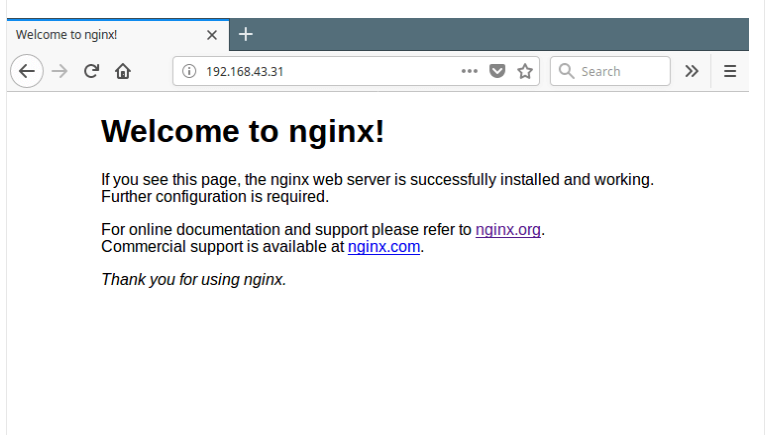 Welcome to nginx!
192.168.43.31
Search
Welcome to nginx!
If you see this page, the nginx web server is successfully installed and working.
Further configuration is required.
For online documentation and support please refer to nginx.org.
Commercial support is available at nginx.com.
Thank you for using nginx.